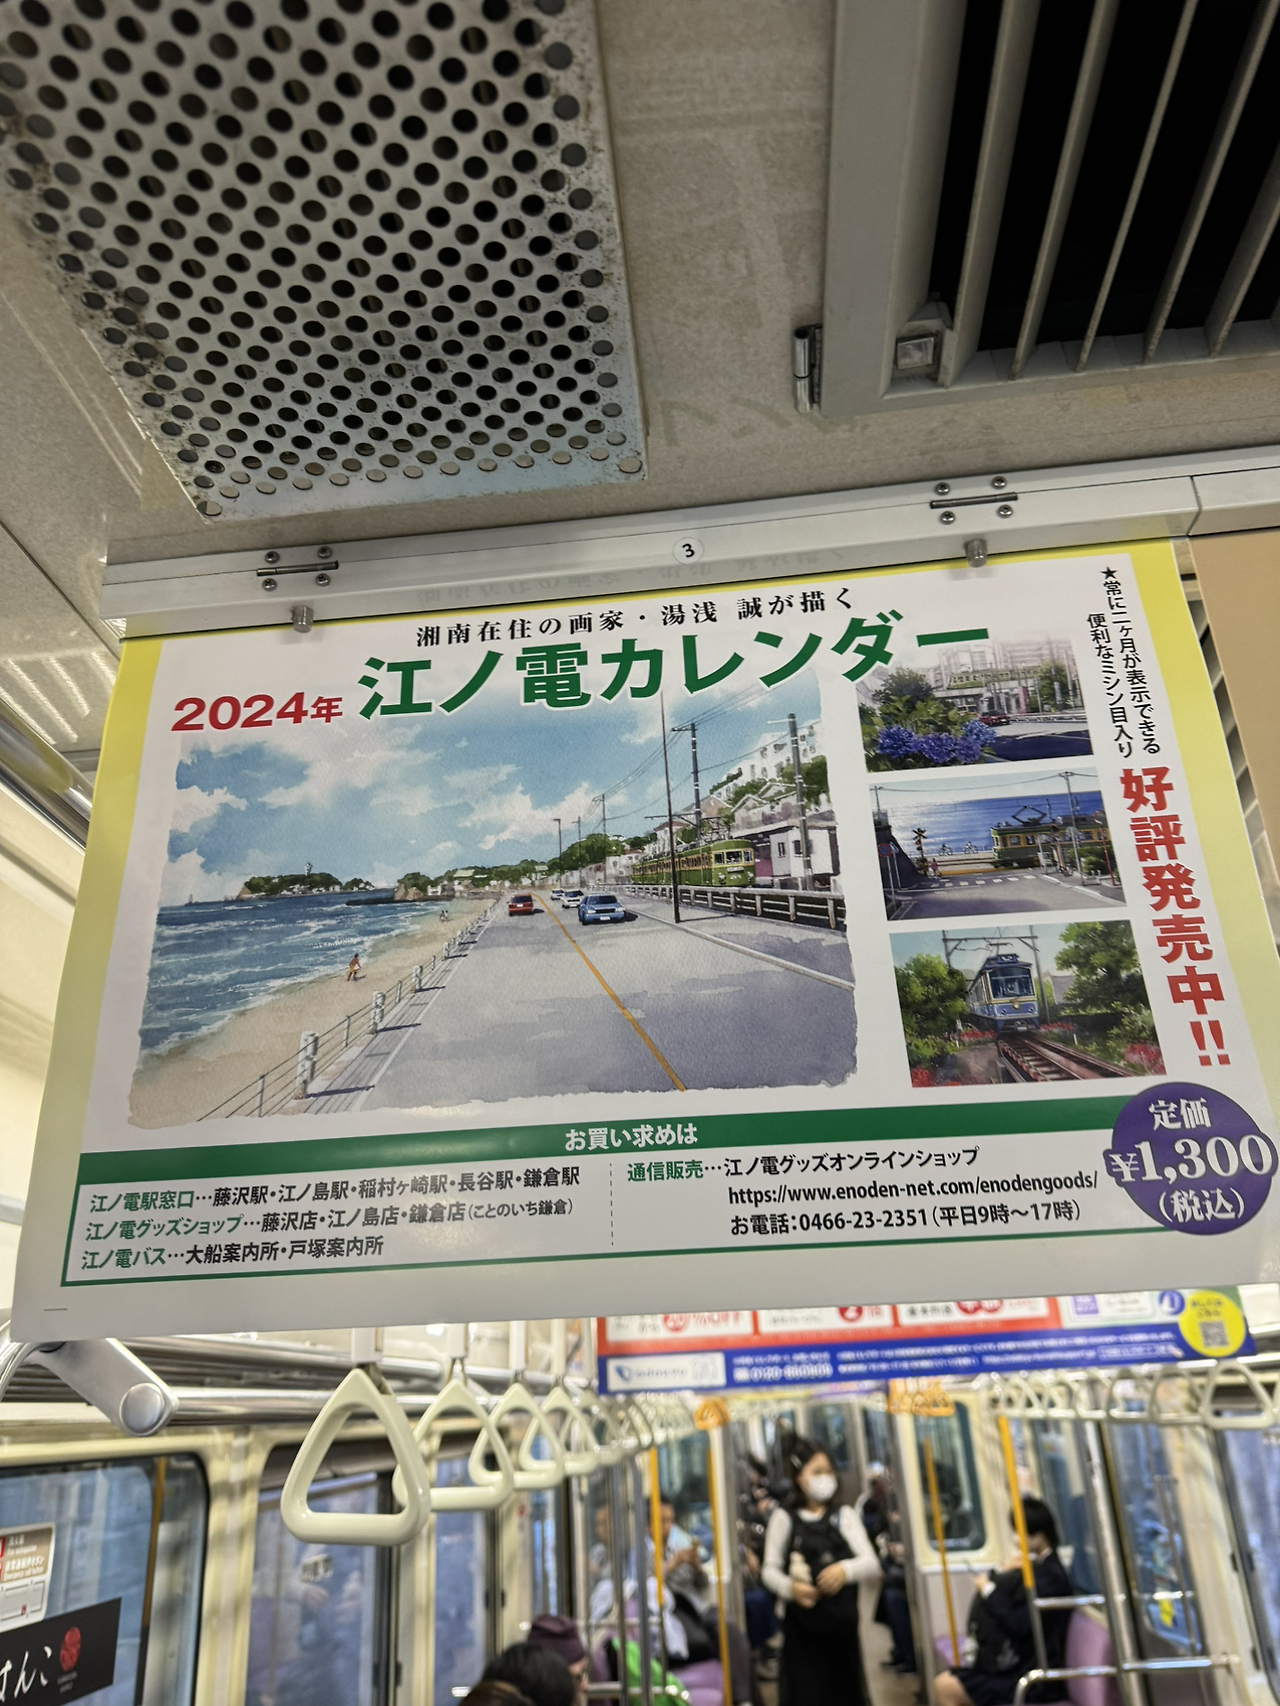 3
湘南在住の画家・湯浅 誠が描く
2024年 江ノ電カレンダー
★常に二ヶ月が表示できる
便利なミシン目入り
好評発売中!!
お買い求めは
江ノ電駅窓口…藤沢駅・江ノ島駅・稲村ヶ崎駅・長谷駅・鎌倉駅
江ノ電グッズショップ…藤沢店・江ノ島店・鎌倉店(ことのいち鎌倉)
江ノ電バス…大船案内所・戸塚案内所
通信販売…江ノ電グッズオンラインショップ
https://www.enoden-net.com/enodengoods/
お電話:0466-23-2351(平日9時〜17時)
定価
¥1,300
(税込)
はんこ